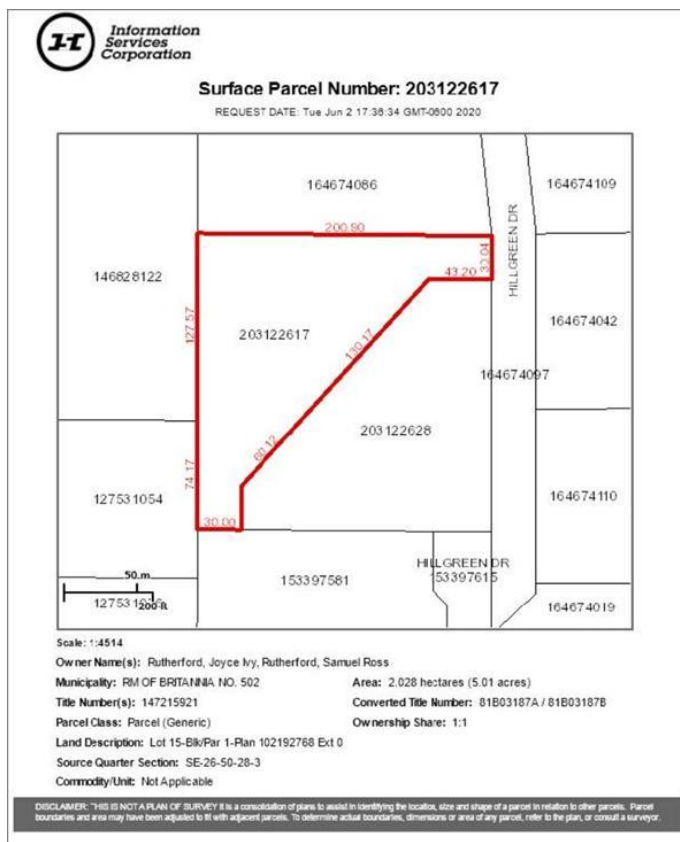 Information
Services
Corporation
Surface Parcel Number: 203122617
REQUEST DATE: Tue Jun 2 17:36:34 GMT-0600 2020
164674086
164674109
200.90
HILLGREEN DR
30.04
43.20
146828122
127.57
203122617
130.17
164674042
164674097
203122628
60.12
74.17
127531054
164674110
30.00
HILLGREEN DR
153397615
153397581
50 m
200 ft
164674019
Scale: 1:4514
Owner Name(s): Rutherford, Joyce Ivy, Rutherford, Samuel Ross
Municipality: RM OF BRITANNIA NO. 502
Area: 2.028 hectares (5.01 acres)
Title Number(s): 147215921
Converted Title Number: 81B03187A / 81B03187B
Parcel Class: Parcel (Generic)
Ownership Share: 1:1
Land Description: Lot 15-Blk/Par 1-Plan 102192768 Ext 0
Source Quarter Section: SE-26-50-28-3
Commodity/Unit: Not Applicable
DISCLAIMER: THIS IS NOT A PLAN OF SURVEY It is a consolidation of plans to assist in identifying the location, size and shape of a parcel in relation to other parcels. Parcel
boundaries and area may have been adjusted to fit with adjacent parcels. To determine actual boundaries, dimensions or area of any parcel, refer to the plan, or consult a surveyor.